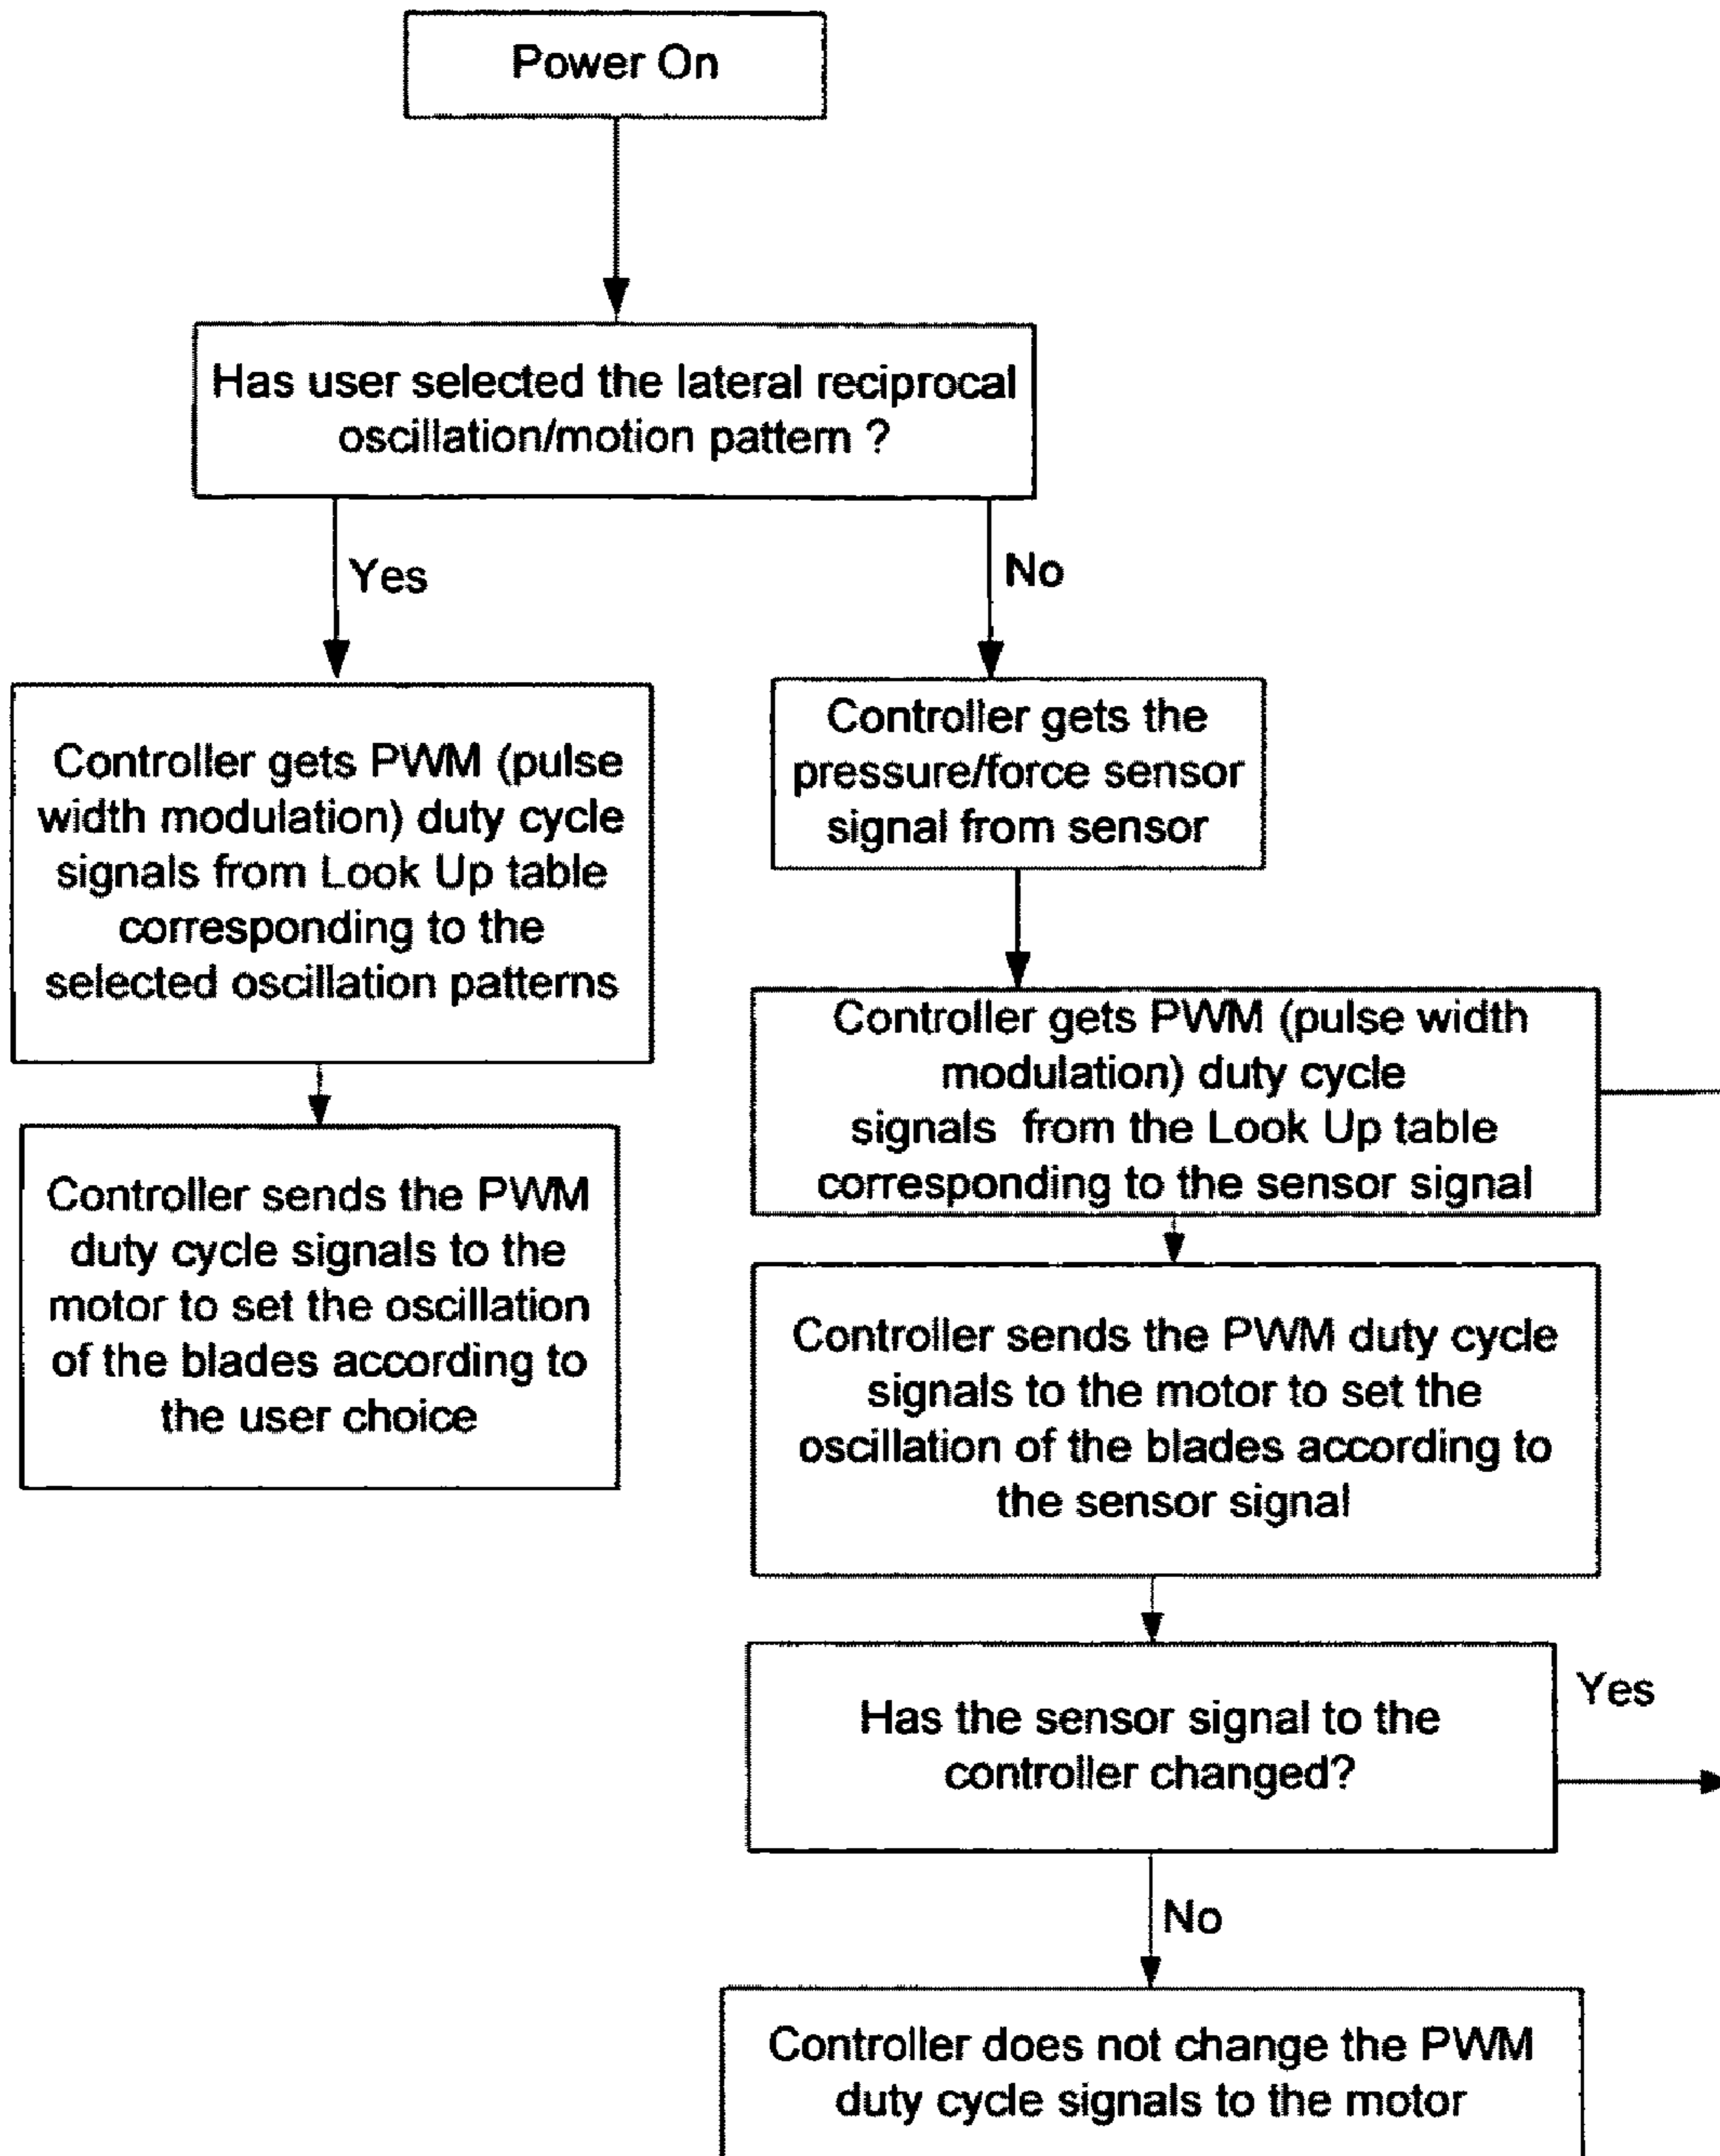 Power On
Has user selected the lateral reciprocal
oscillation/motion pattern ?
Yes
No
Controller gets PWM (pulse
width modulation) duty cycle
signals from Look Up table
corresponding to the
selected oscillation patterns
Controller sends the PWM
duty cycle signals to the
motor to set the oscillation
of the blades according to
the user choice
Controller gets the
pressure/force sensor
signal from sensor
Controller gets PWM (pulse width
modulation) duty cycle
signals from the Look Up table
corresponding to the sensor signal
Controller sends the PWM duty cycle
signals to the motor to set the
oscillation of the blades according to
the sensor signal
Has the sensor signal to the
controller changed?
Yes
No
Controller does not change the PWM
duty cycle signals to the motor